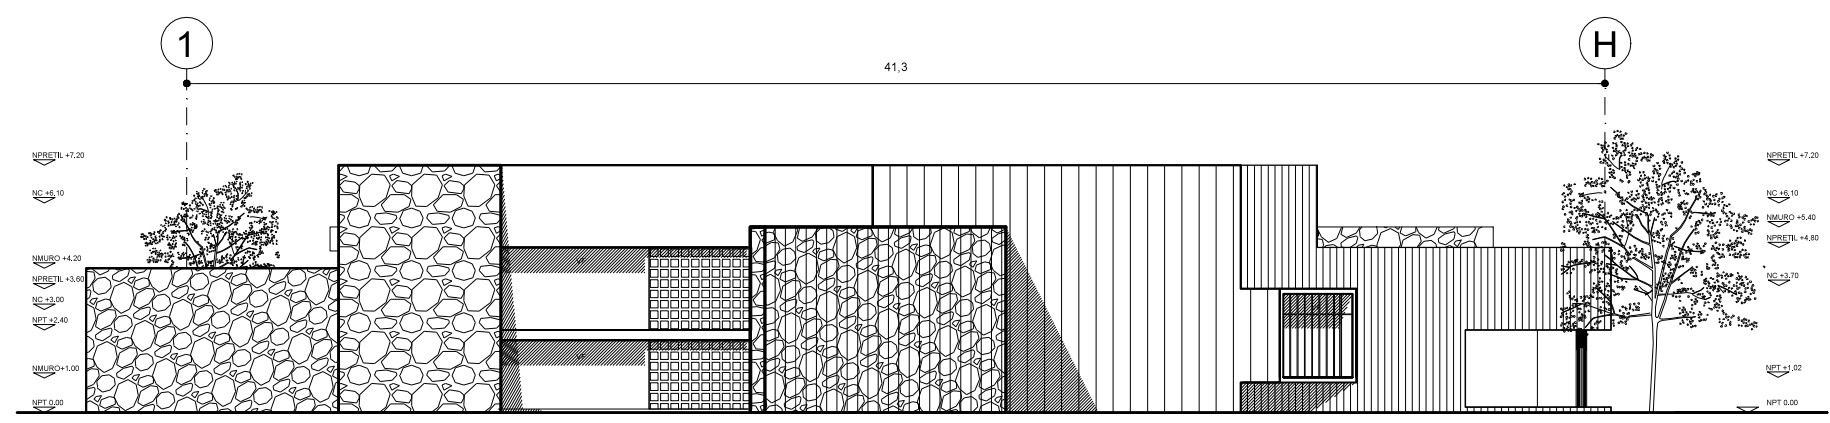 1
H
41,3
NPRETIL +7.20
NC +6,10
NMURO +4.20
NPRETIL +3.60
NC +3.00
NPT +2.40
NMURO+1.00
NPT 0.00
VF
VF
NPRETIL +7.20
NC +6,10
NMURO +5.40
NPRETIL +4,80
NC +3.70
NPT +1.02
NPT 0.00